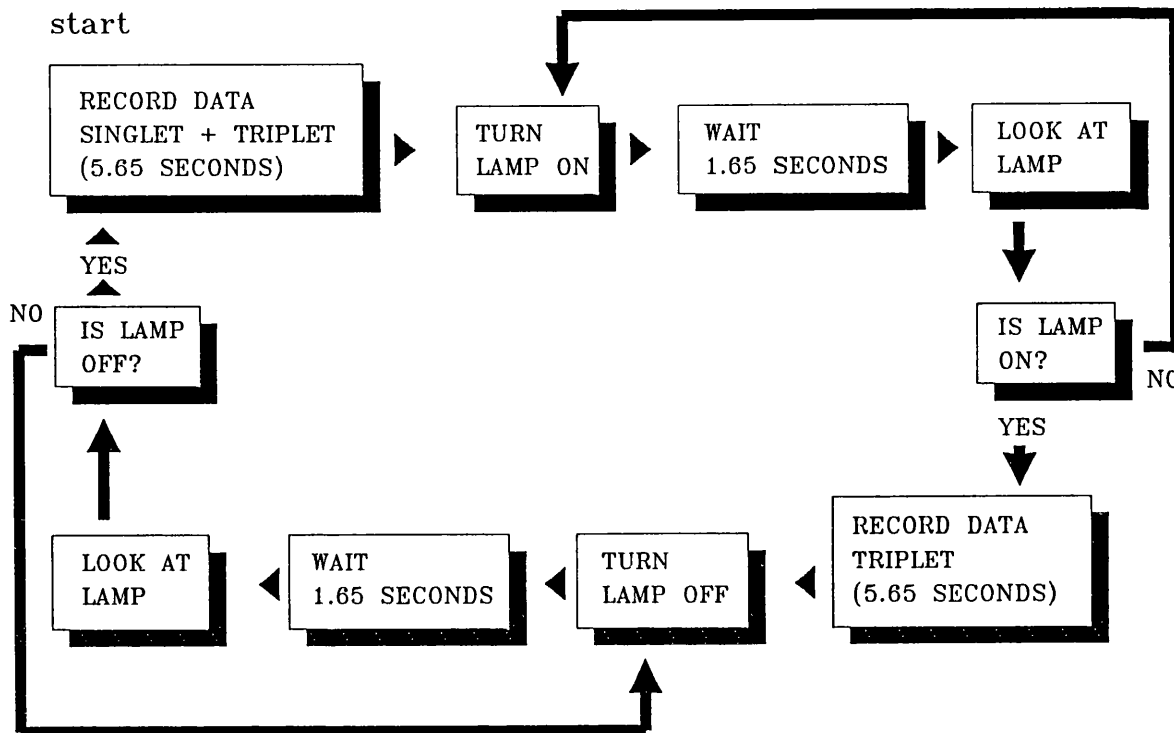 start
RECORD DATA
SINGLET + TRIPLET
(5.65 SECONDS)
TURN
LAMP ON
WAIT
1.65 SECONDS
LOOK AT
LAMP
YES
NO
IS LAMP
OFF?
IS LAMP
ON?
NO
YES
LOOK AT
LAMP
WAIT
1.65 SECONDS
TURN
LAMP OFF
RECORD DATA
TRIPLET
(5.65 SECONDS)